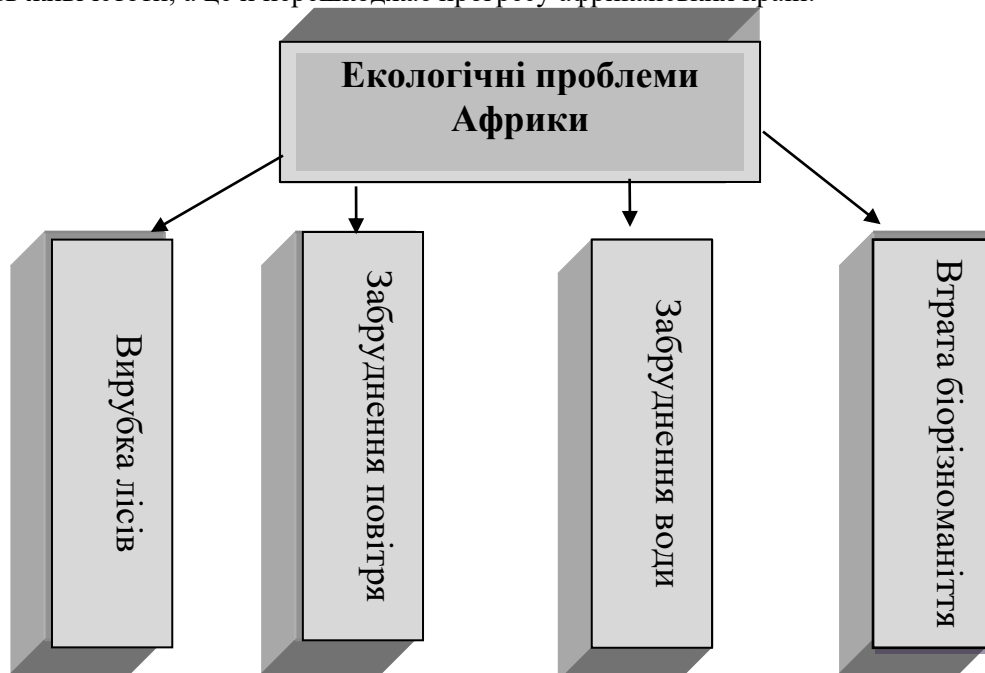 Екологічні проблеми
Африки
Вирубка лісів
Забруднення повітря
Забруднення води
Втрата біорізноманіття